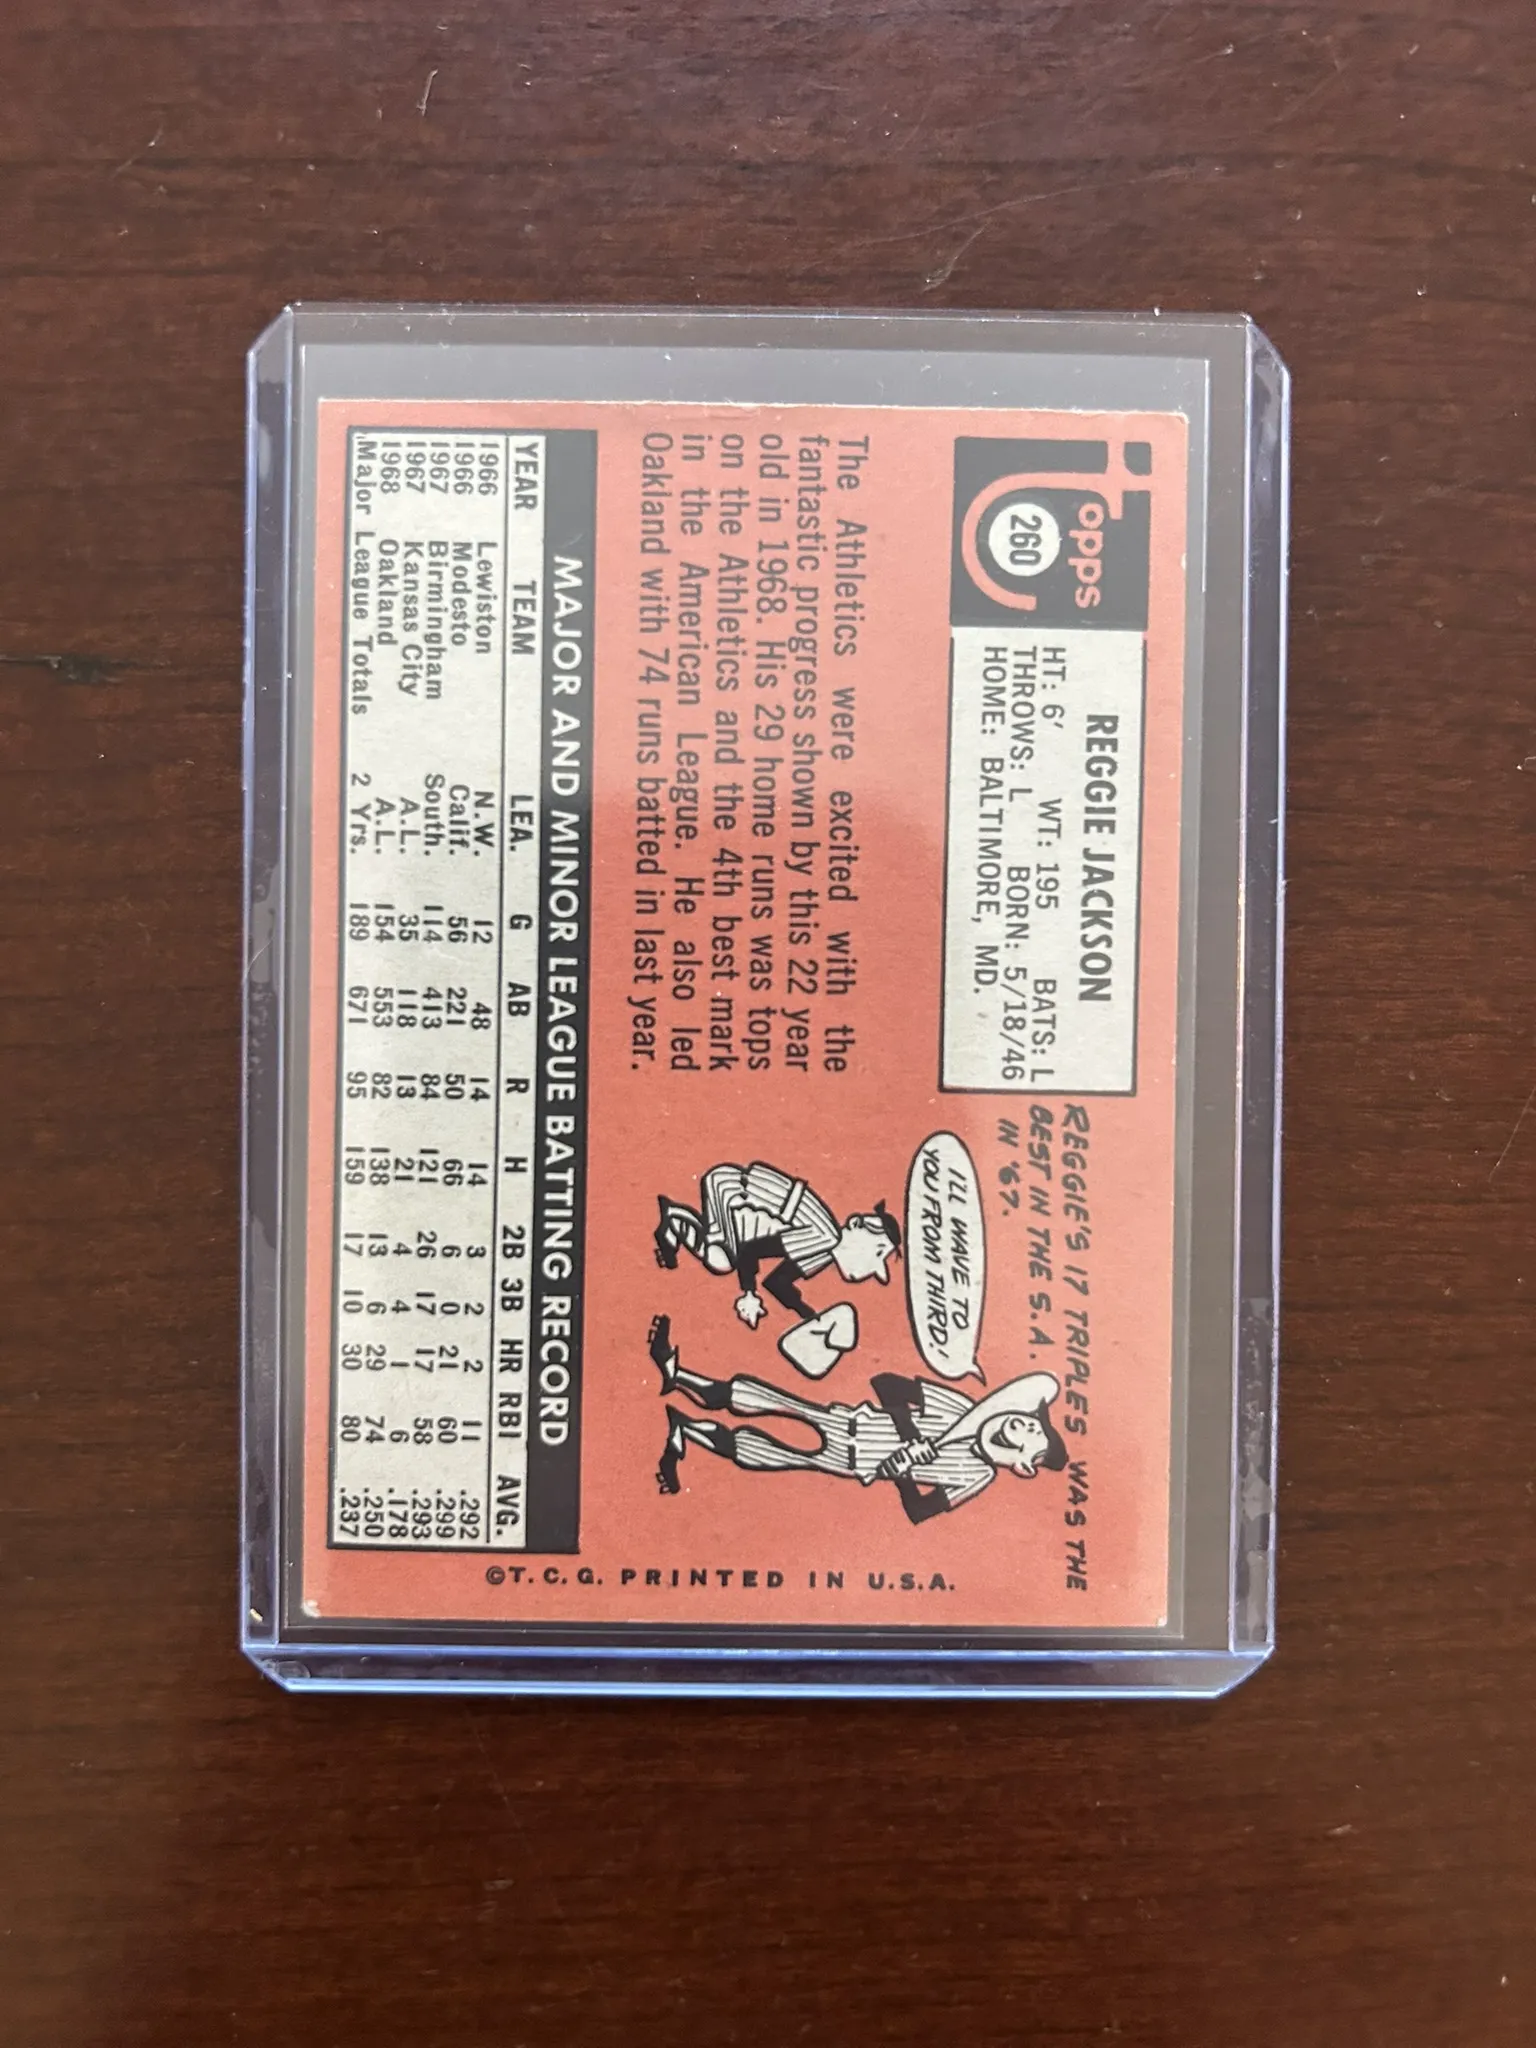 Topps
260
REGGIE JACKSON
HT: 6' WT: 195 BATS: L
THROWS: L BORN: 5/18/46
HOME: BALTIMORE, MD.
REGGIE'S 17 TRIPLES WAS THE
BEST IN THE S.A.
IN '67.
I'LL WAVE TO
YOU FROM THIRD!
The Athletics were excited with the
fantastic progress shown by this 22 year
old in 1968. His 29 home runs was tops
on the Athletics and the 4th best mark
in the American League. He also led
Oakland with 74 runs batted in last year.
MAJOR AND MINOR LEAGUE BATTING RECORD
YEAR TEAM LEA. G AB R H 2B 3B HR RBI AVG.
1966 Lewiston N.W. 12 48 14 14 3 2 2 11 .292
1966 Modesto Calif. 56 221 50 66 6 0 21 60 .299
1967 Birmingham South. 114 413 84 121 26 17 17 58 .293
1967 Kansas City A.L. 35 118 13 21 4 4 1 6 .178
1968 Oakland A.L. 154 553 82 138 13 6 29 74 .250
Major League Totals 2 Yrs. 189 671 95 159 17 10 30 80 .237
©T.C.G. PRINTED IN U.S.A.